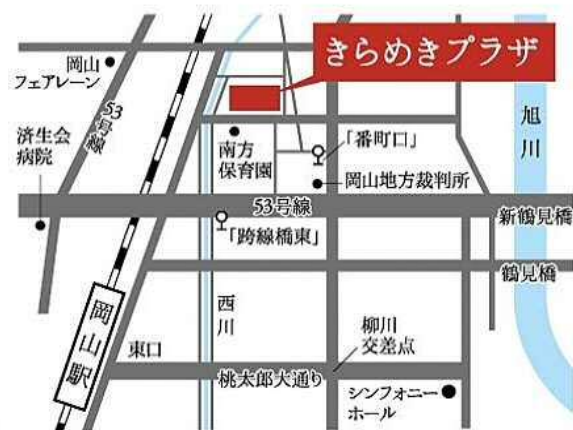 きらめきプラザ
岡山
フェアレーン
53号線
済生会
病院
南方
保育園
「番町口」
岡山地方裁判所
旭川
53号線
新鶴見橋
「跨線橋東」
鶴見橋
西川
岡山駅
東口
柳川
交差点
桃太郎大通り
シンフォニー
ホール